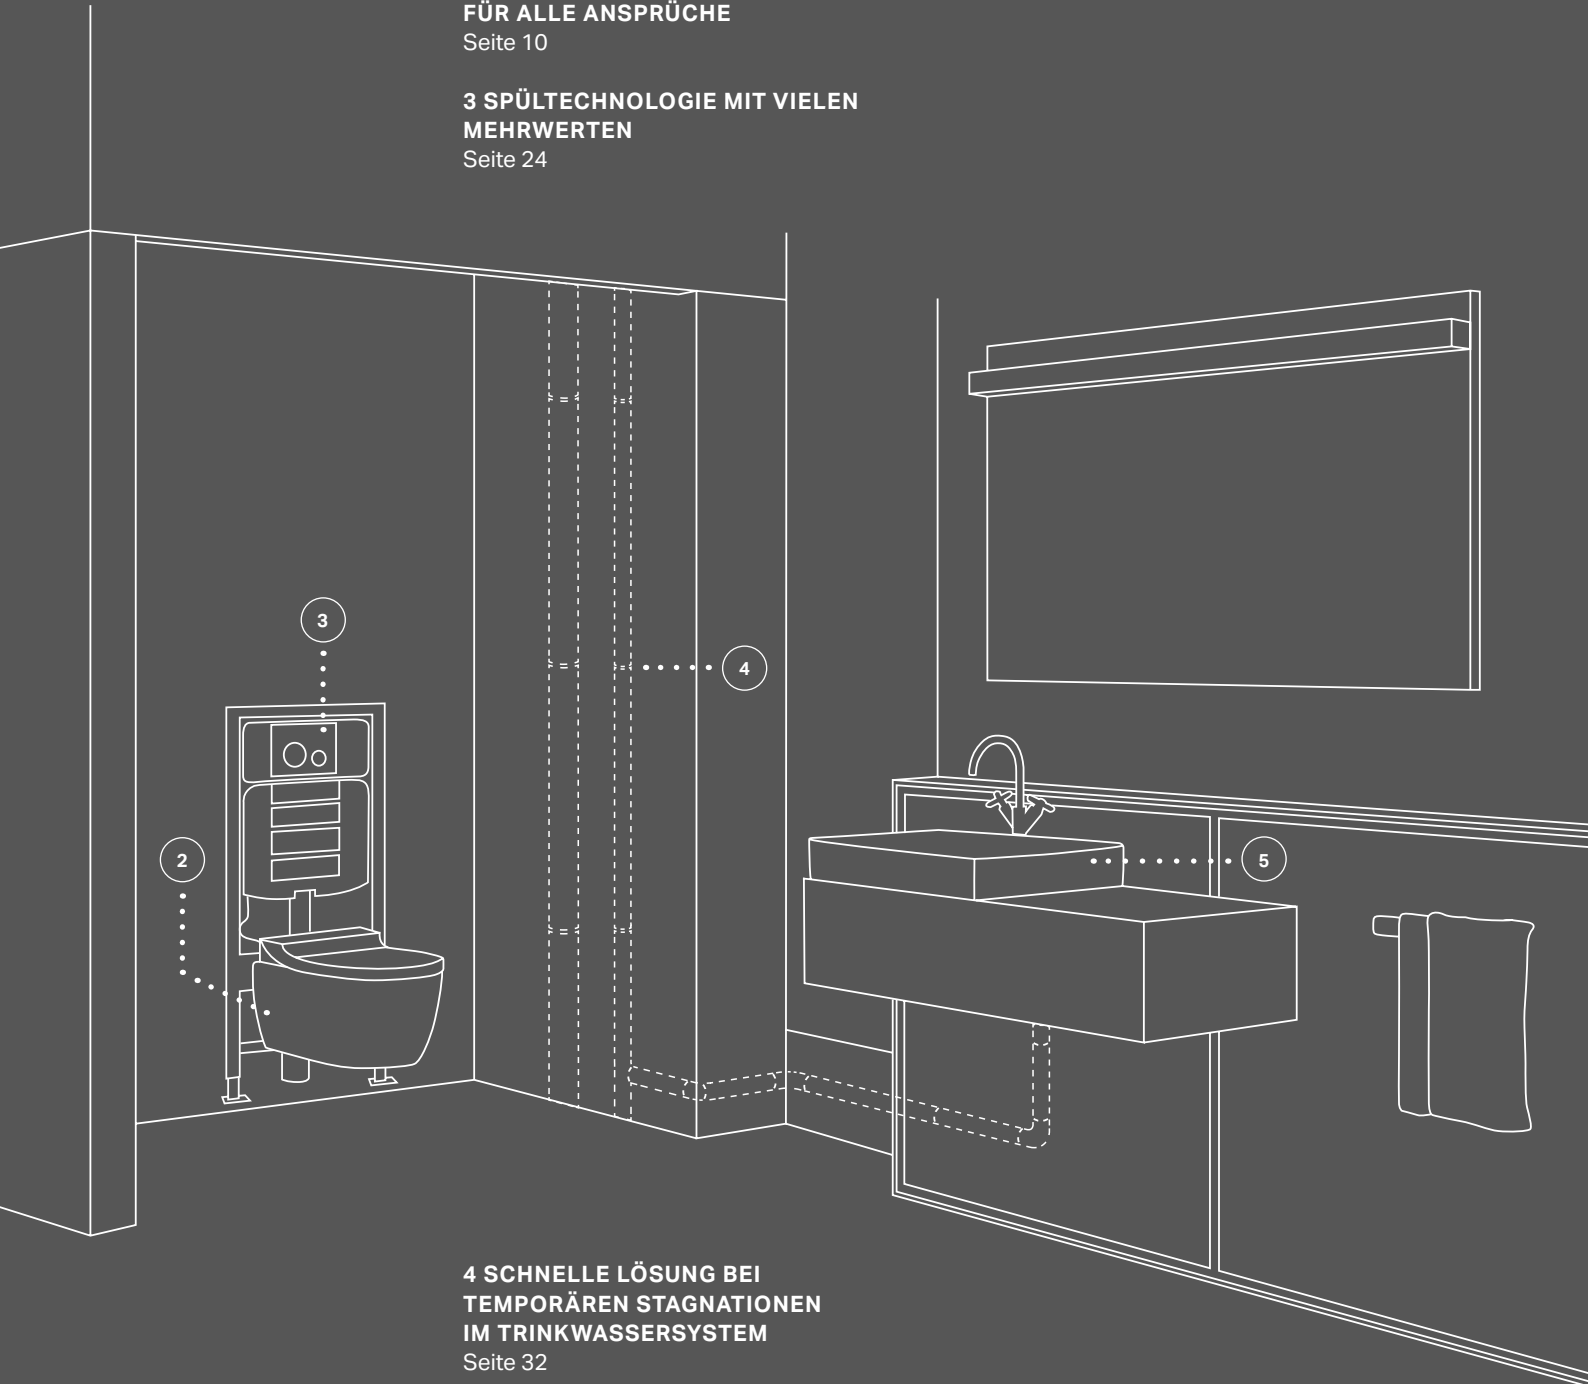 FÜR ALLE ANSPRÜCHE
Seite 10
3 SPÜLTECHNOLOGIE MIT VIELEN
MEHRWERTEN
Seite 24
3
4
2
5
4 SCHNELLE LÖSUNG BEI
TEMPORÄREN STAGNATIONEN
IM TRINKWASSERSYSTEM
Seite 32